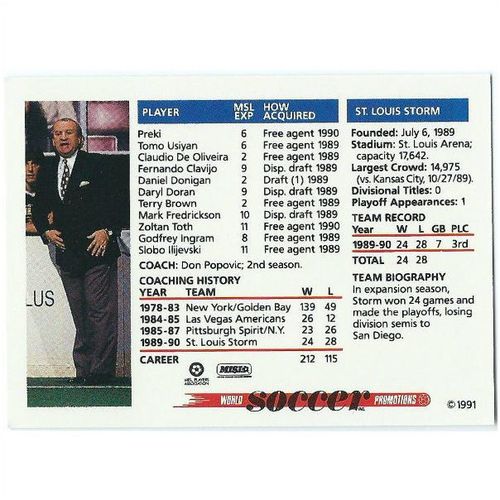 PLAYER MSL EXP HOW ACQUIRED
Preki 6 Free agent 1990
Tomo Usiyan 6 Free agent 1989
Claudio De Oliveira 2 Free agent 1989
Fernando Clavijo 9 Disp. draft 1989
Daniel Donigan 2 Draft (1) 1989
Daryl Doran 9 Disp. draft 1989
Terry Brown 2 Free agent 1989
Mark Fredrickson 10 Disp. draft 1989
Zoltan Toth 11 Free agent 1990
Godfrey Ingram 8 Free agent 1989
Slobo Ilijevski 11 Free agent 1989
COACH: Don Popovic; 2nd season.
COACHING HISTORY
YEAR TEAM W L
1978-83 New York/Golden Bay 139 49
1984-85 Las Vegas Americans 26 12
1985-87 Pittsburgh Spirit/N.Y. 23 26
1989-90 St. Louis Storm 24 28
CAREER 212 115
MSL PLAYERS ASSOCIATION
MISL
ST. LOUIS STORM
Founded: July 6, 1989
Stadium: St. Louis Arena;
capacity 17,642.
Largest Crowd: 14,975
(vs. Kansas City, 10/27/89).
Divisional Titles: 0
Playoff Appearances: 1
TEAM RECORD
Year W L GB PLC
1989-90 24 28 7 3rd
TOTAL 24 28
TEAM BIOGRAPHY
In expansion season,
Storm won 24 games and
made the playoffs, losing
division semis to
San Diego.
WORLD soccer PROMOTIONS
©1991
LUS